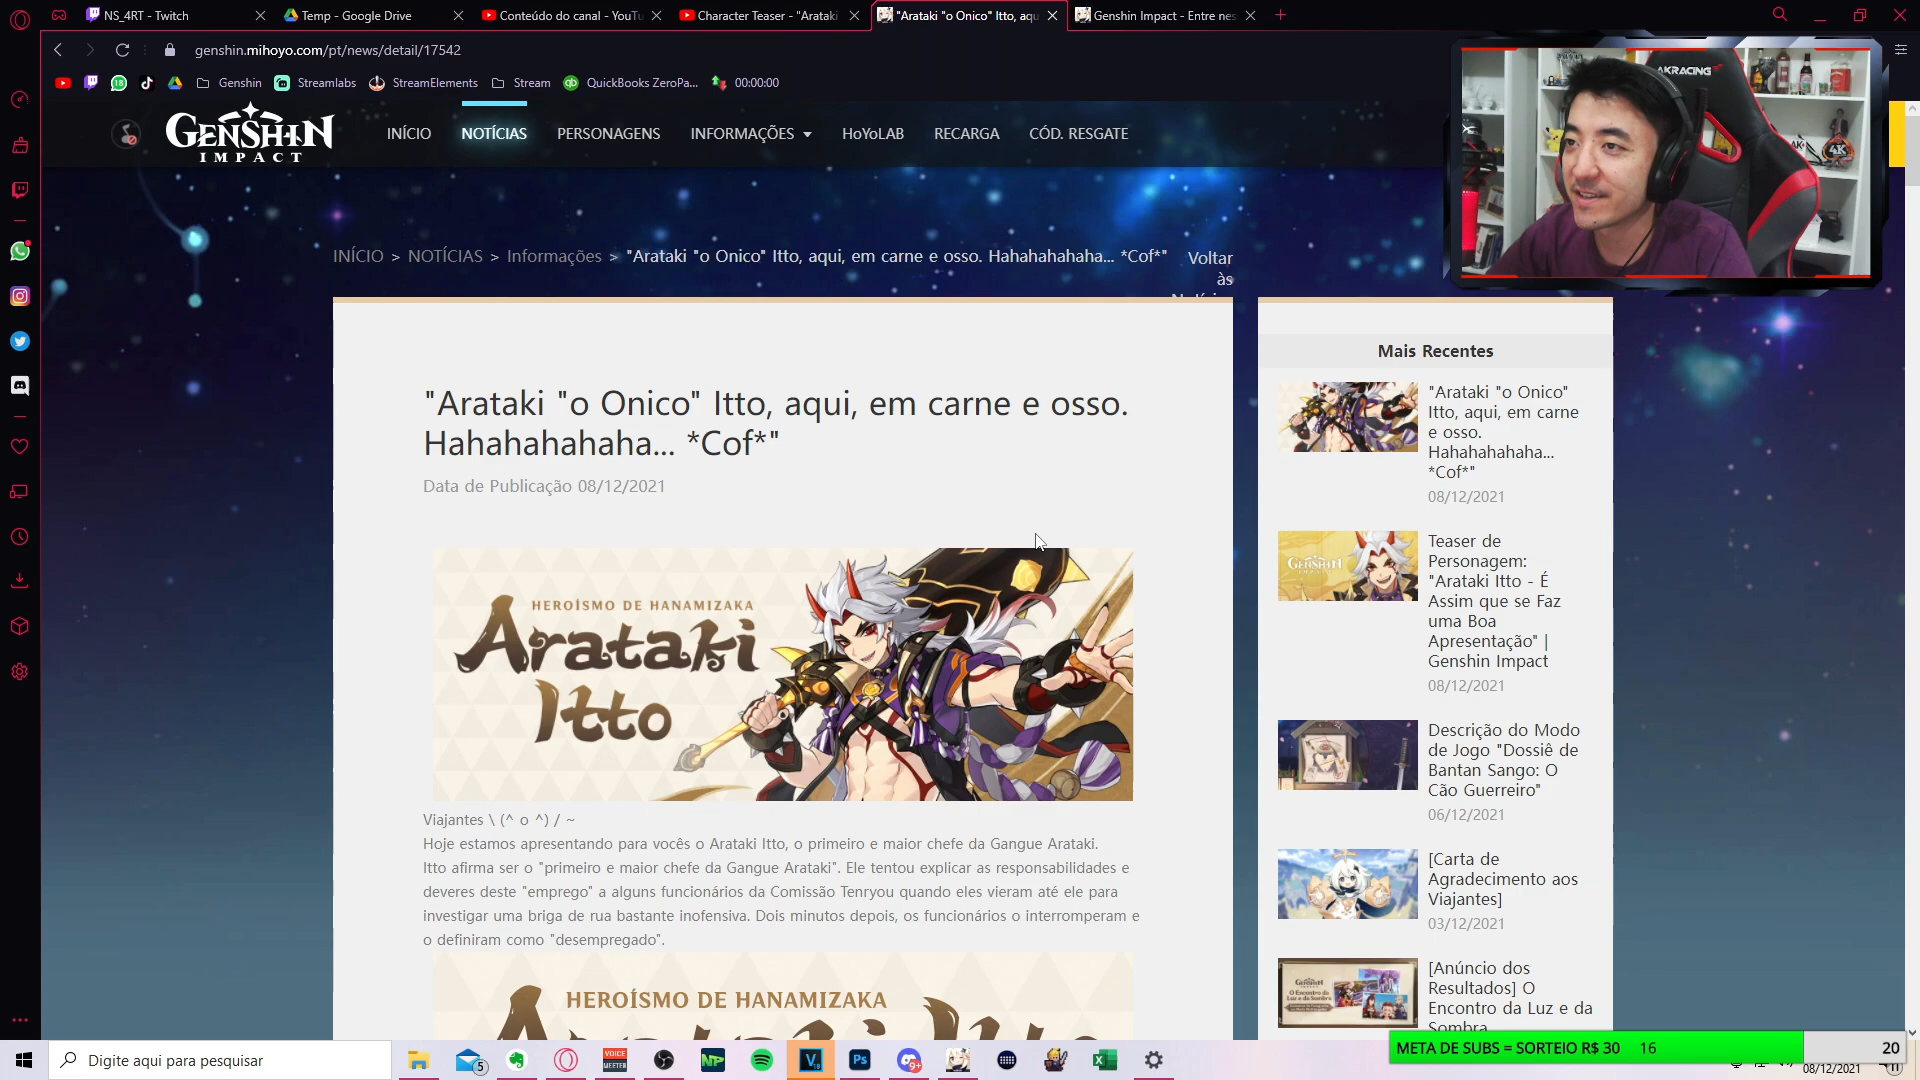 NS_4RT - Twitch
Temp - Google Drive
Conteúdo do canal - YouTu
Character Teaser - "Arataki
"Arataki "o Onico" Itto, aqu
Genshin Impact - Entre nes
genshin.mihoyo.com/pt/news/detail/17542
Genshin
Streamlabs
StreamElements
Stream
QuickBooks ZeroPa...
00:00:00
GENSHIN
IMPACT
INÍCIO
NOTÍCIAS
PERSONAGENS
INFORMAÇÕES
HoYoLAB
RECARGA
CÓD. RESGATE
AKRACING
4K
INÍCIO > NOTÍCIAS > Informações > "Arataki "o Onico" Itto, aqui, em carne e osso. Hahahahahaha... *Cof*"
Voltar
às
"Arataki "o Onico" Itto, aqui, em carne e osso.
Hahahahahaha... *Cof*"
Data de Publicação 08/12/2021
HEROÍSMO DE HANAMIZAKA
Arataki
Itto
Viajantes \ (^ o ^) / ~
Hoje estamos apresentando para vocês o Arataki Itto, o primeiro e maior chefe da Gangue Arataki.
Itto afirma ser o "primeiro e maior chefe da Gangue Arataki". Ele tentou explicar as responsabilidades e
deveres deste "emprego" a alguns funcionários da Comissão Tenryou quando eles vieram até ele para
investigar uma briga de rua bastante inofensiva. Dois minutos depois, os funcionários o interromperam e
o definiram como "desempregado".
HEROÍSMO DE HANAMIZAKA
Mais Recentes
"Arataki "o Onico"
Itto, aqui, em carne
e osso.
Hahahahahaha...
*Cof*"
08/12/2021
GENSHIN
Teaser de
Personagem:
"Arataki Itto - É
Assim que se Faz
uma Boa
Apresentação" |
Genshin Impact
08/12/2021
Descrição do Modo
de Jogo "Dossiê de
Bantan Sango: O
Cão Guerreiro"
06/12/2021
[Carta de
Agradecimento aos
Viajantes]
03/12/2021
[Anúncio dos
Resultados] O
Encontro da Luz e da
Sombra
META DE SUBS = SORTEIO R$ 30
16
20
Digite aqui para pesquisar
5
VOICE
MEETER
NP
V
Ps
9+
08/12/2021
11